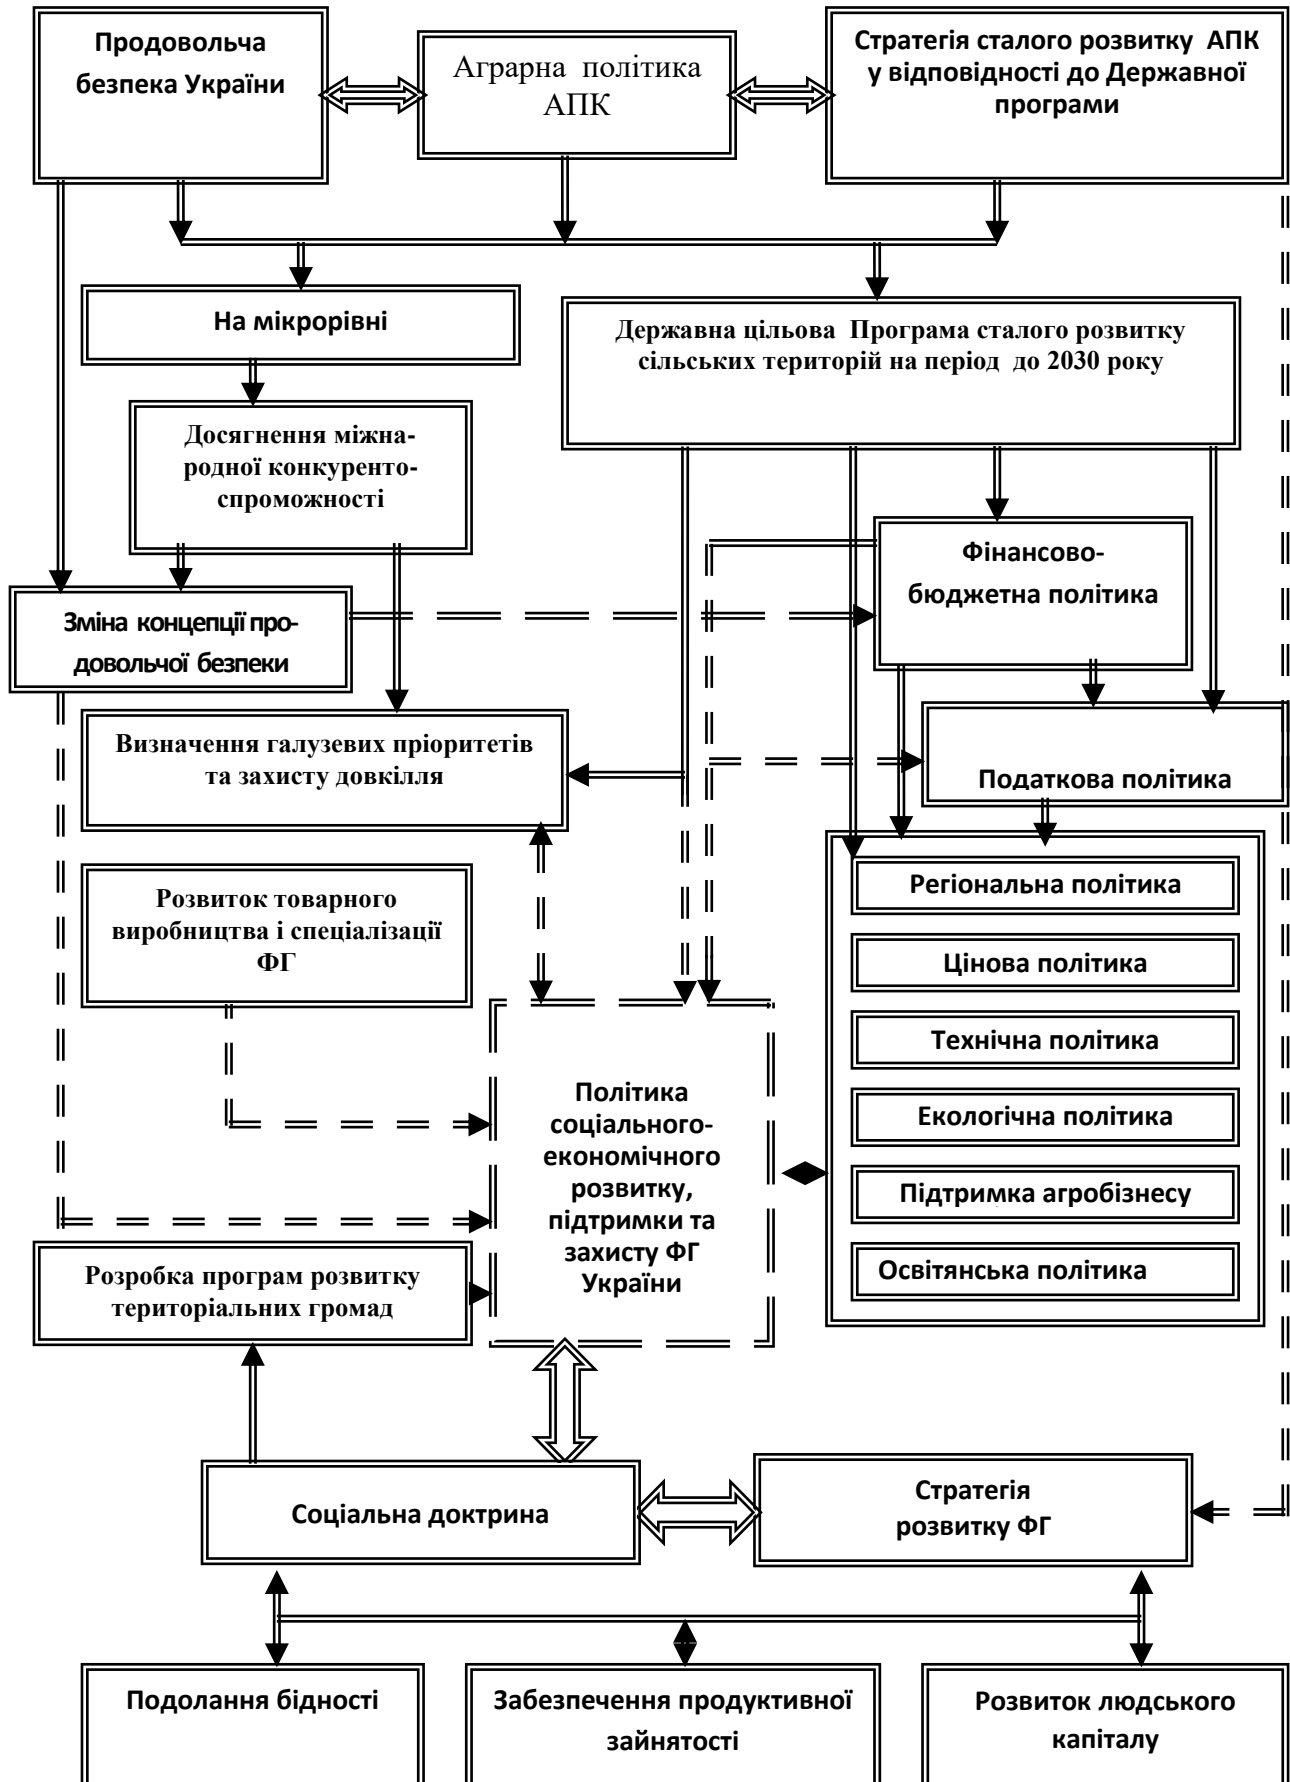 Продовольча
безпека України
Аграрна політика
АПК
Стратегія сталого розвитку АПК
у відповідності до Державної
програми
На мікрорівні
Державна цільова Програма сталого розвитку
сільських територій на період до 2030 року
Досягнення міжна-
родної конкуренто-
спроможності
Фінансово-
бюджетна політика
Зміна концепції про-
довольчої безпеки
Визначення галузевих пріоритетів
та захисту довкілля
Податкова політика
Розвиток товарного
виробництва і спеціалізації
ФГ
Регіональна політика
Цінова політика
Технічна політика
Екологічна політика
Підтримка агробізнесу
Освітянська політика
Політика
соціального-
економічного
розвитку,
підтримки та
захисту ФГ
України
Розробка програм розвитку
територіальних громад
Соціальна доктрина
Стратегія
розвитку ФГ
Подолання бідності
Забезпечення продуктивної
зайнятості
Розвиток людського
капіталу